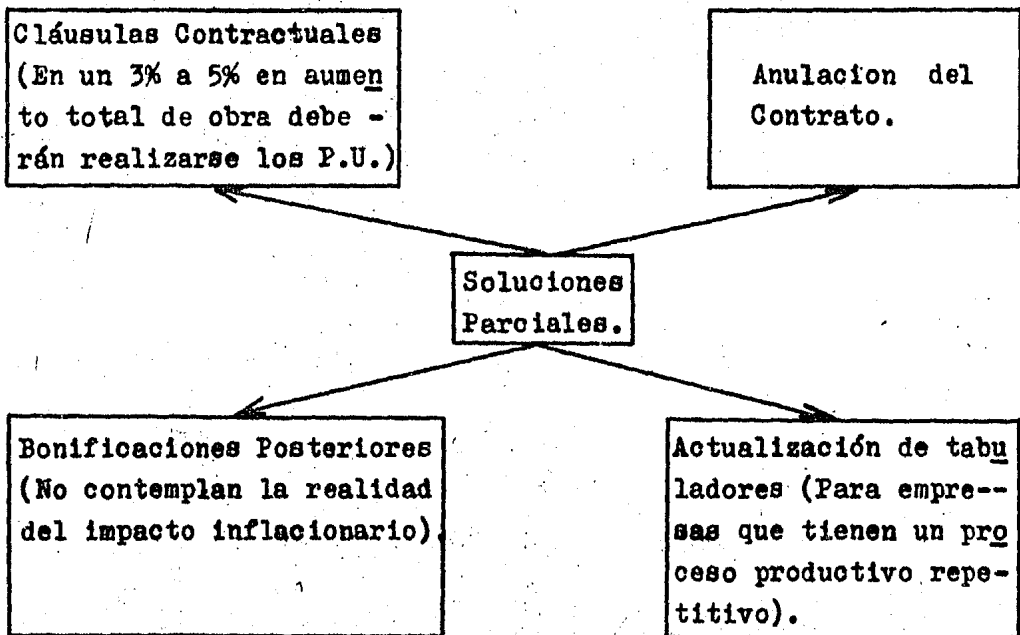 Cláusulas Contractuales
(En un 3% a 5% en aumen
to total de obra debe -
rán realizarse los P.U.)
Anulacion del
Contrato.
Soluciones
Parciales.
Bonificaciones Posteriores
(No contemplan la realidad
del impacto inflacionario).
Actualización de tabu
ladores (Para empre--
sas que tienen un pro
ceso productivo repe-
titivo).